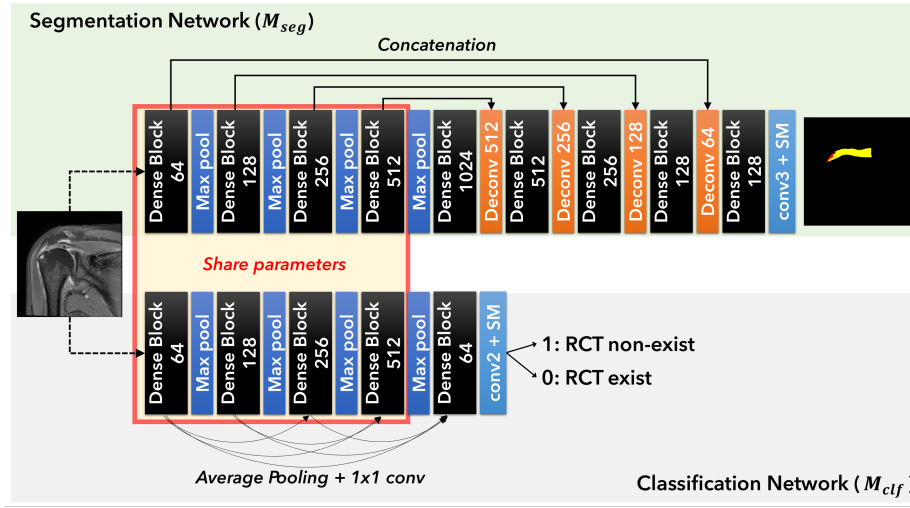 Segmentation Network (M_seg)
Concatenation
Dense Block 64
Max pool
Dense Block 128
Max pool
Dense Block 256
Max pool
Dense Block 512
Max pool
Dense Block 1024
Deconv 512
Dense Block 512
Deconv 256
Dense Block 256
Deconv 128
Dense Block 128
Deconv 64
Dense Block 128
conv3 + SM
Share parameters
Dense Block 64
Max pool
Dense Block 128
Max pool
Dense Block 256
Max pool
Dense Block 512
Max pool
Dense Block 64
conv2 + SM
1: RCT non-exist
0: RCT exist
Average Pooling + 1x1 conv
Classification Network ( M_clf )